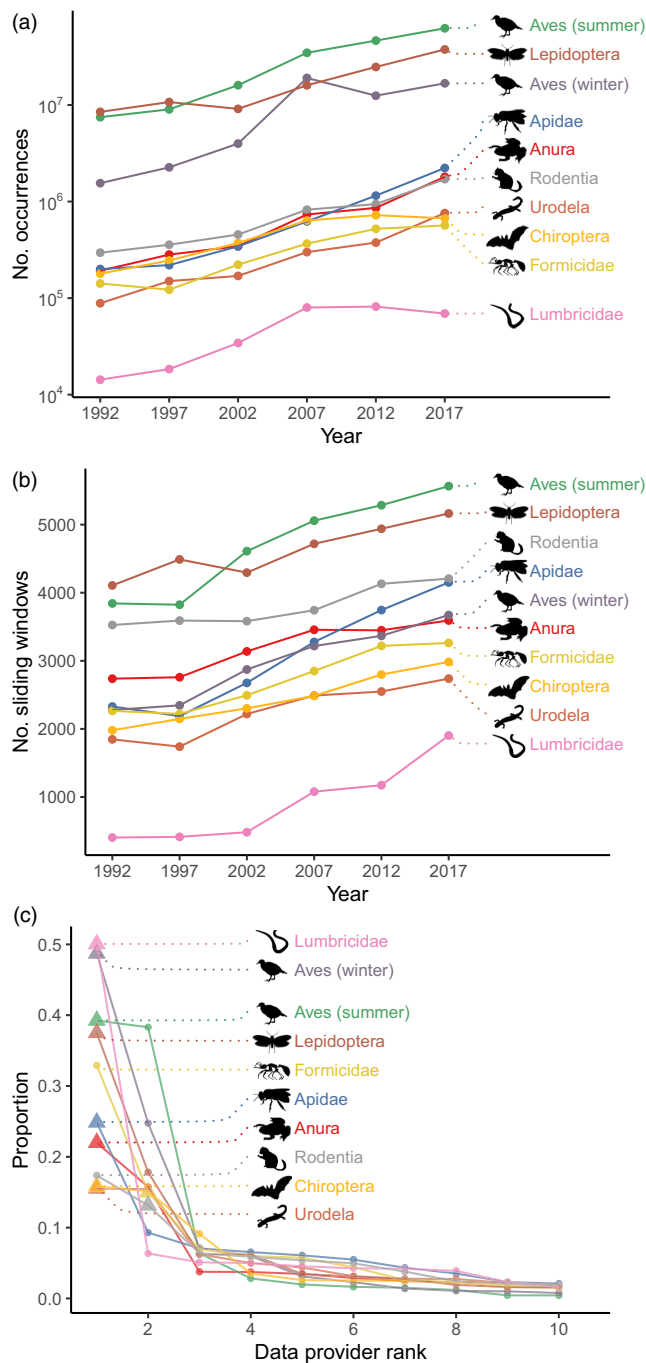 (a)
No. occurrences
10^7
10^6
10^5
10^4
1992 1997 2002 2007 2012 2017
Year
Aves (summer)
Lepidoptera
Aves (winter)
Apidae
Anura
Rodentia
Urodela
Chiroptera
Formicidae
Lumbricidae
(b)
No. sliding windows
5000
4000
3000
2000
1000
1992 1997 2002 2007 2012 2017
Year
Aves (summer)
Lepidoptera
Rodentia
Apidae
Aves (winter)
Anura
Formicidae
Chiroptera
Urodela
Lumbricidae
(c)
Proportion
0.5
0.4
0.3
0.2
0.1
0.0
2 4 6 8 10
Data provider rank
Lumbricidae
Aves (winter)
Aves (summer)
Lepidoptera
Formicidae
Apidae
Anura
Rodentia
Chiroptera
Urodela